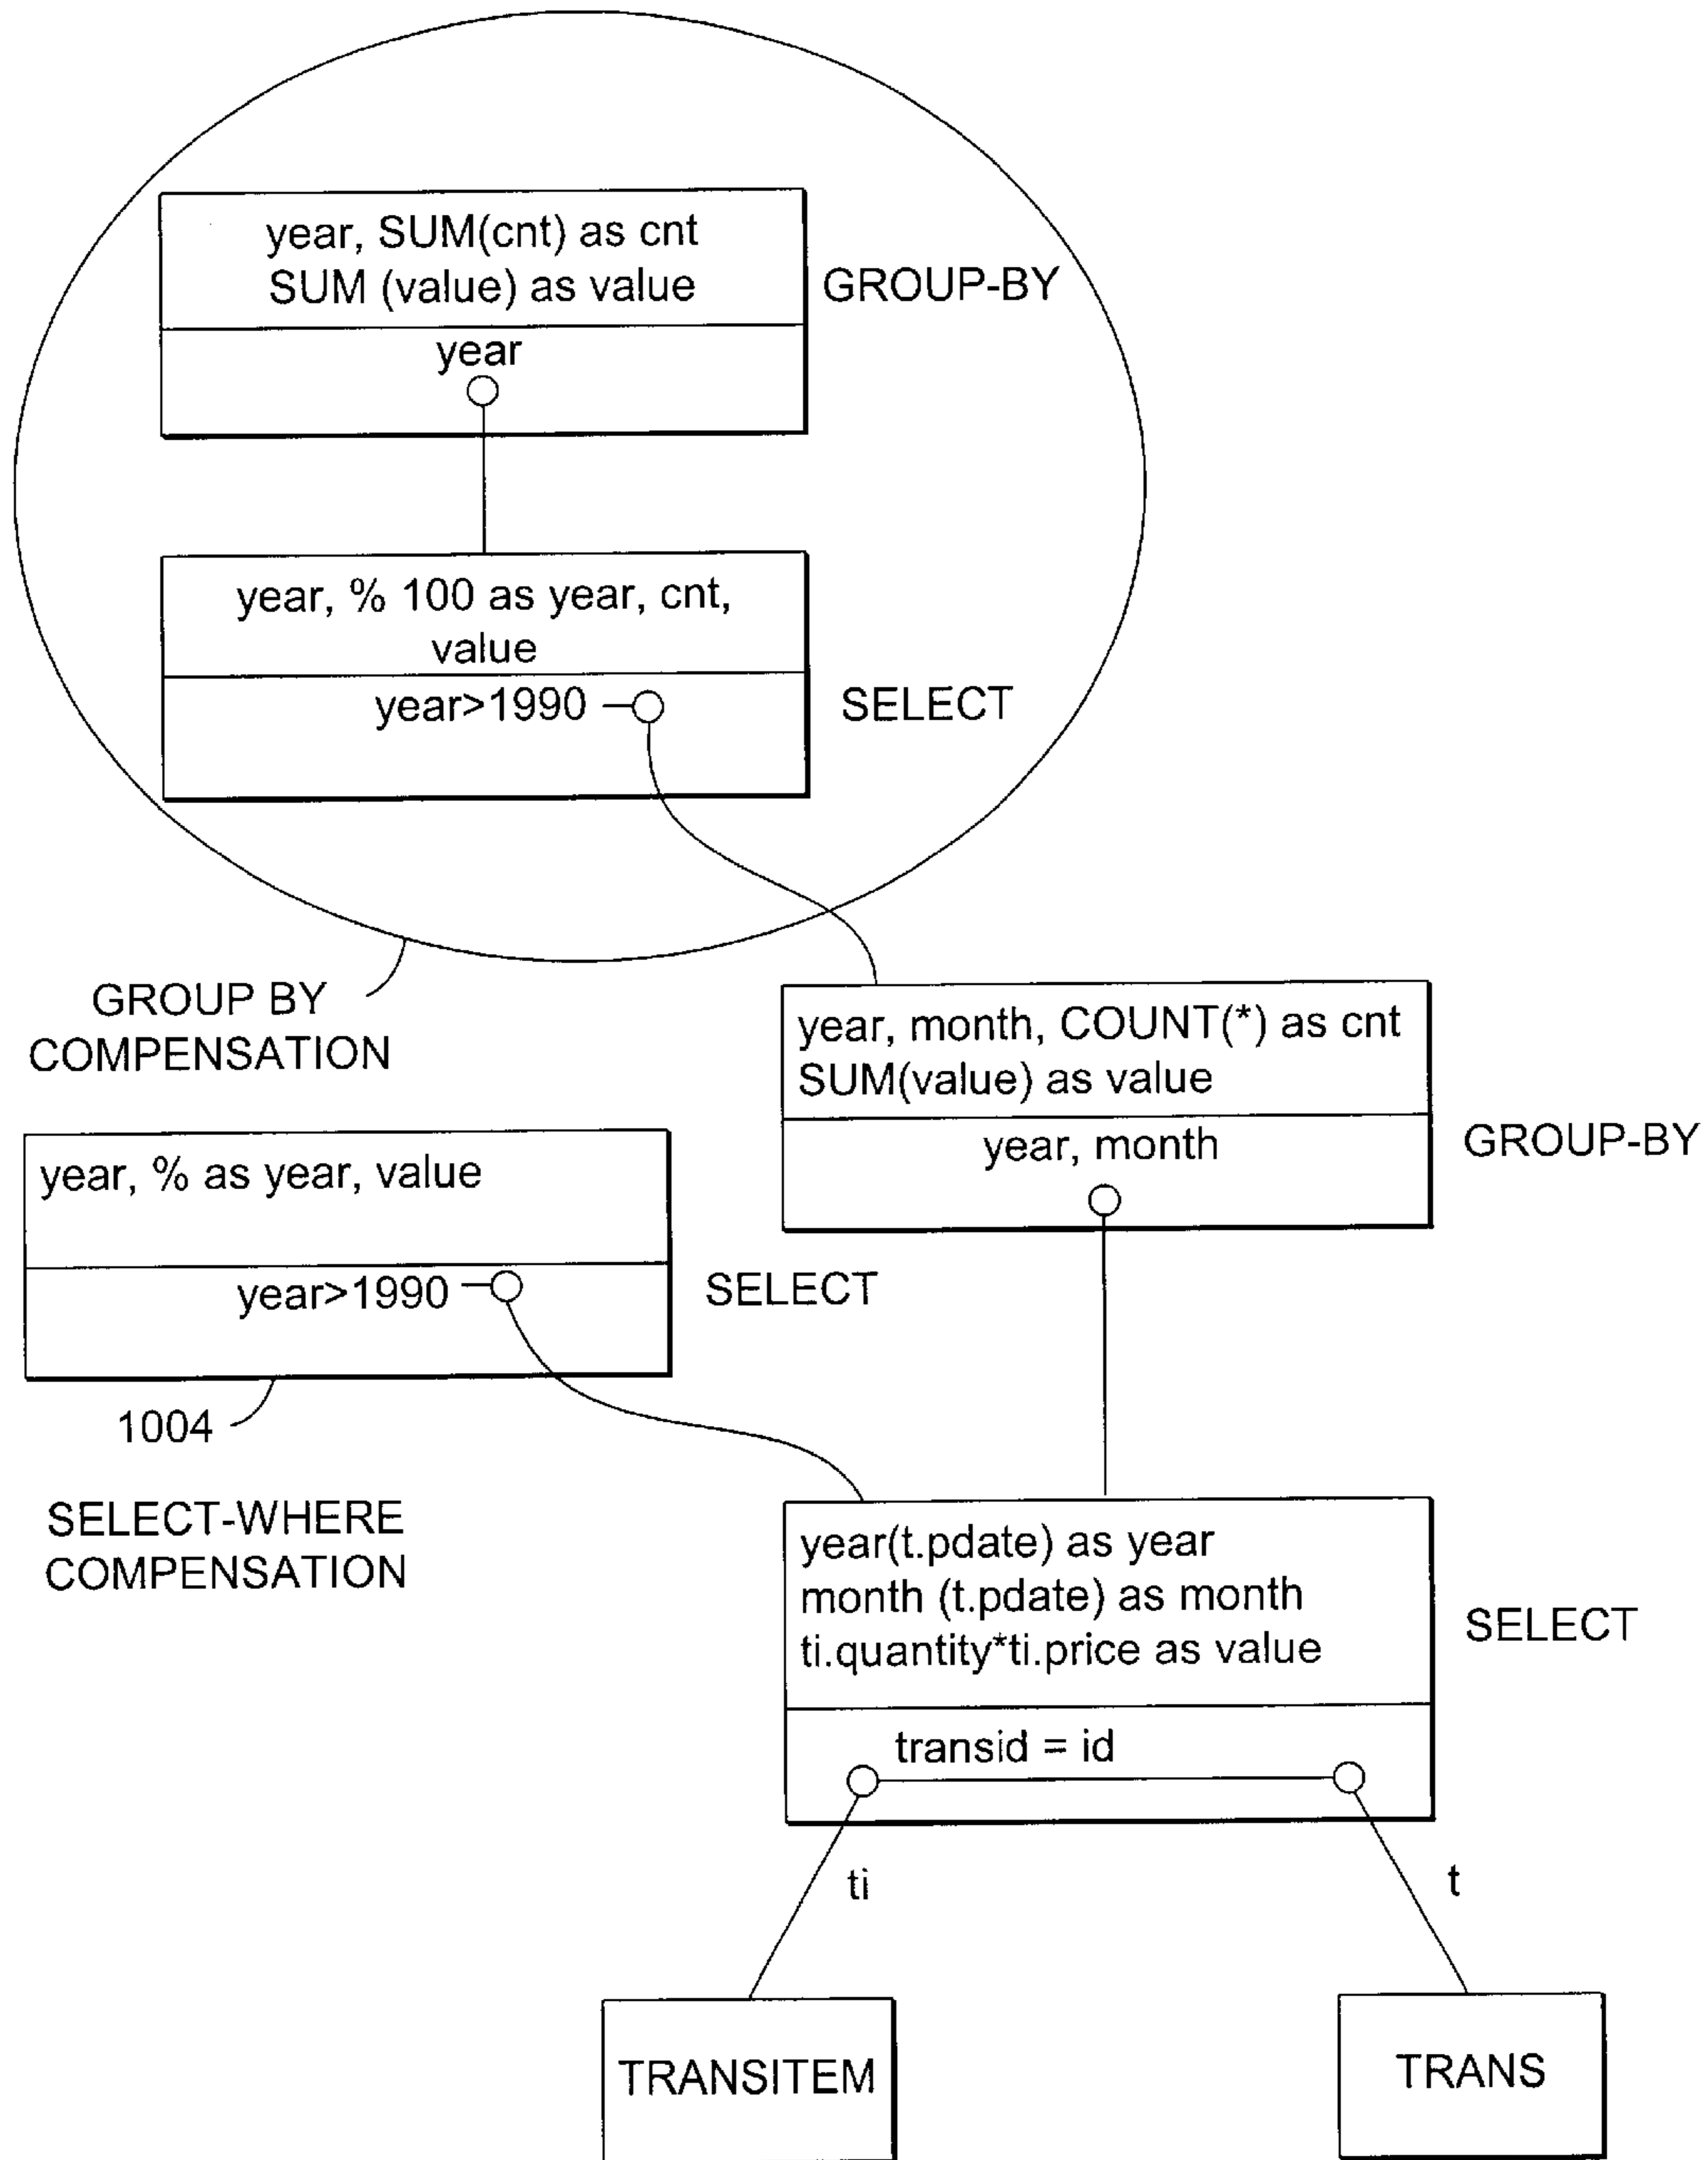 year, SUM(cnt) as cnt
SUM (value) as value
GROUP-BY
year
year, % 100 as year, cnt,
value
year>1990
SELECT
GROUP BY
COMPENSATION
year, month, COUNT(*) as cnt
SUM(value) as value
year, month
GROUP-BY
year, % as year, value
year>1990
SELECT
1004
SELECT-WHERE
COMPENSATION
year(t.pdate) as year
month (t.pdate) as month
ti.quantity*ti.price as value
SELECT
transid = id
ti
t
TRANSITEM
TRANS